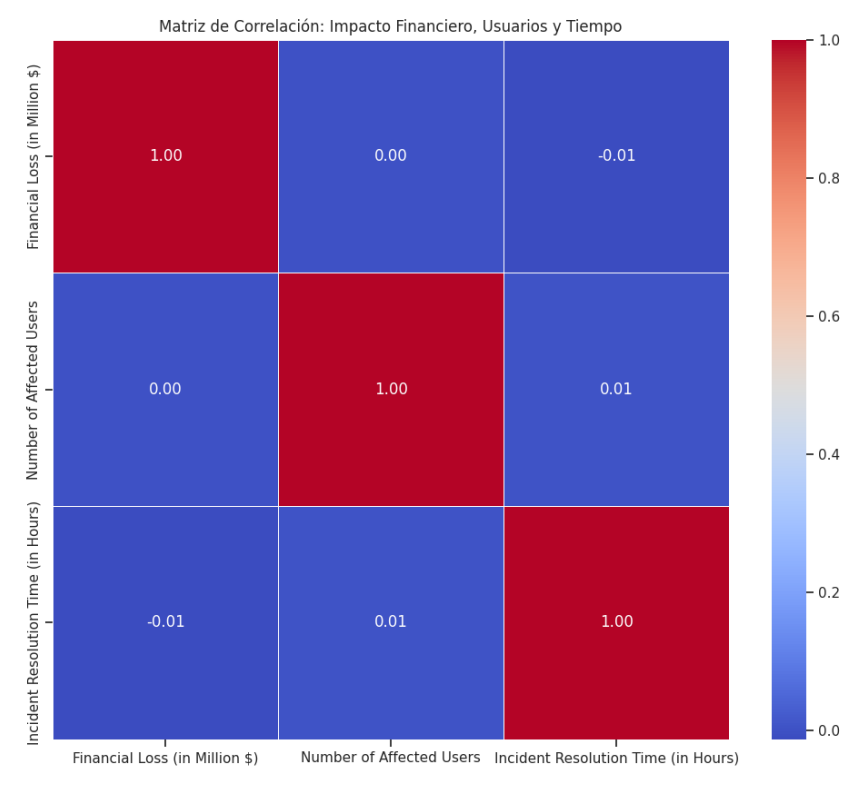 Matriz de Correlación: Impacto Financiero, Usuarios y Tiempo
Financial Loss (in Million $)
1.00
0.00
-0.01
Number of Affected Users
0.00
1.00
0.01
Incident Resolution Time (in Hours)
-0.01
0.01
1.00
Financial Loss (in Million $)
Number of Affected Users
Incident Resolution Time (in Hours)
1.0
0.8
0.6
0.4
0.2
0.0